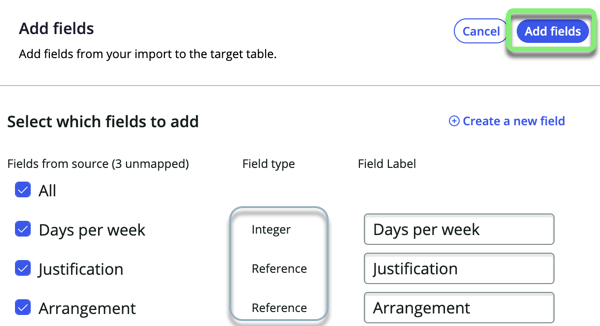 Add fields
Cancel
Add fields
Add fields from your import to the target table.
Select which fields to add
Create a new field
Fields from source (3 unmapped) Field type Field Label
All
Days per week Integer Days per week
Justification Reference Justification
Arrangement Reference Arrangement